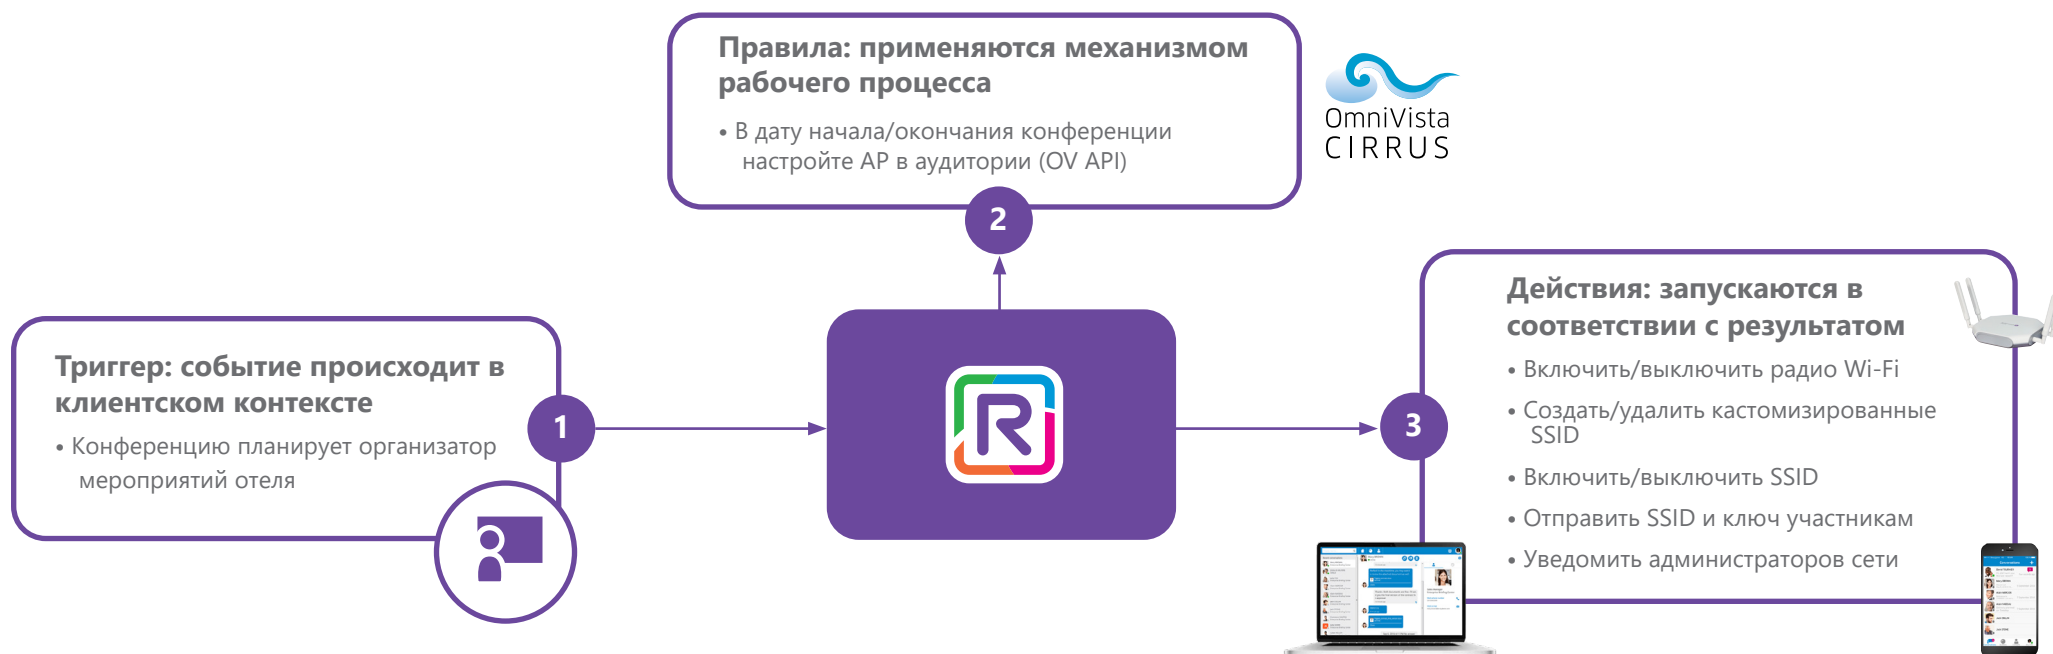 Правила: применяются механизмом
рабочего процесса
• В дату начала/окончания конференции
настройте AP в аудитории (OV API)
OmniVista
CIRRUS
2
Триггер: событие происходит в
клиентском контексте
• Конференцию планирует организатор
мероприятий отеля
1
R
3
Действия: запускаются в
соответствии с результатом
• Включить/выключить радио Wi-Fi
• Создать/удалить кастомизированные
SSID
• Включить/выключить SSID
• Отправить SSID и ключ участникам
• Уведомить администраторов сети